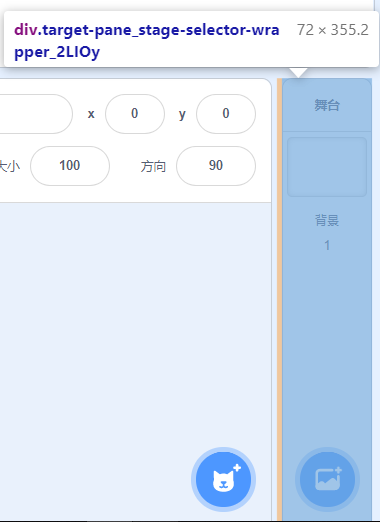 div.target-pane_stage-selector-wra 72 × 355.2
pper_2LIOy
x 0 y 0 舞台
大小 100 方向 90
背景
1